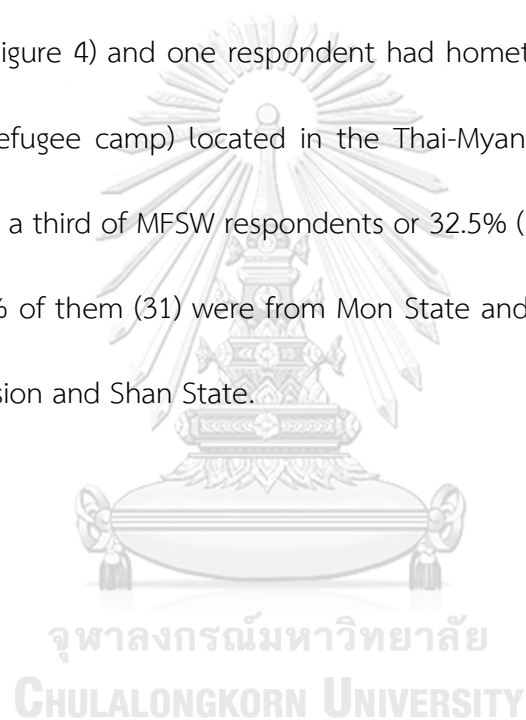 igure 4) and one respondent had homet
efugee camp) located in the Thai-Myan
a third of MFSW respondents or 32.5% (
% of them (31) were from Mon State and
sion and Shan State.
จุฬาลงกรณ์มหาวิทยาลัย
CHULALONGKORN UNIVERSITY